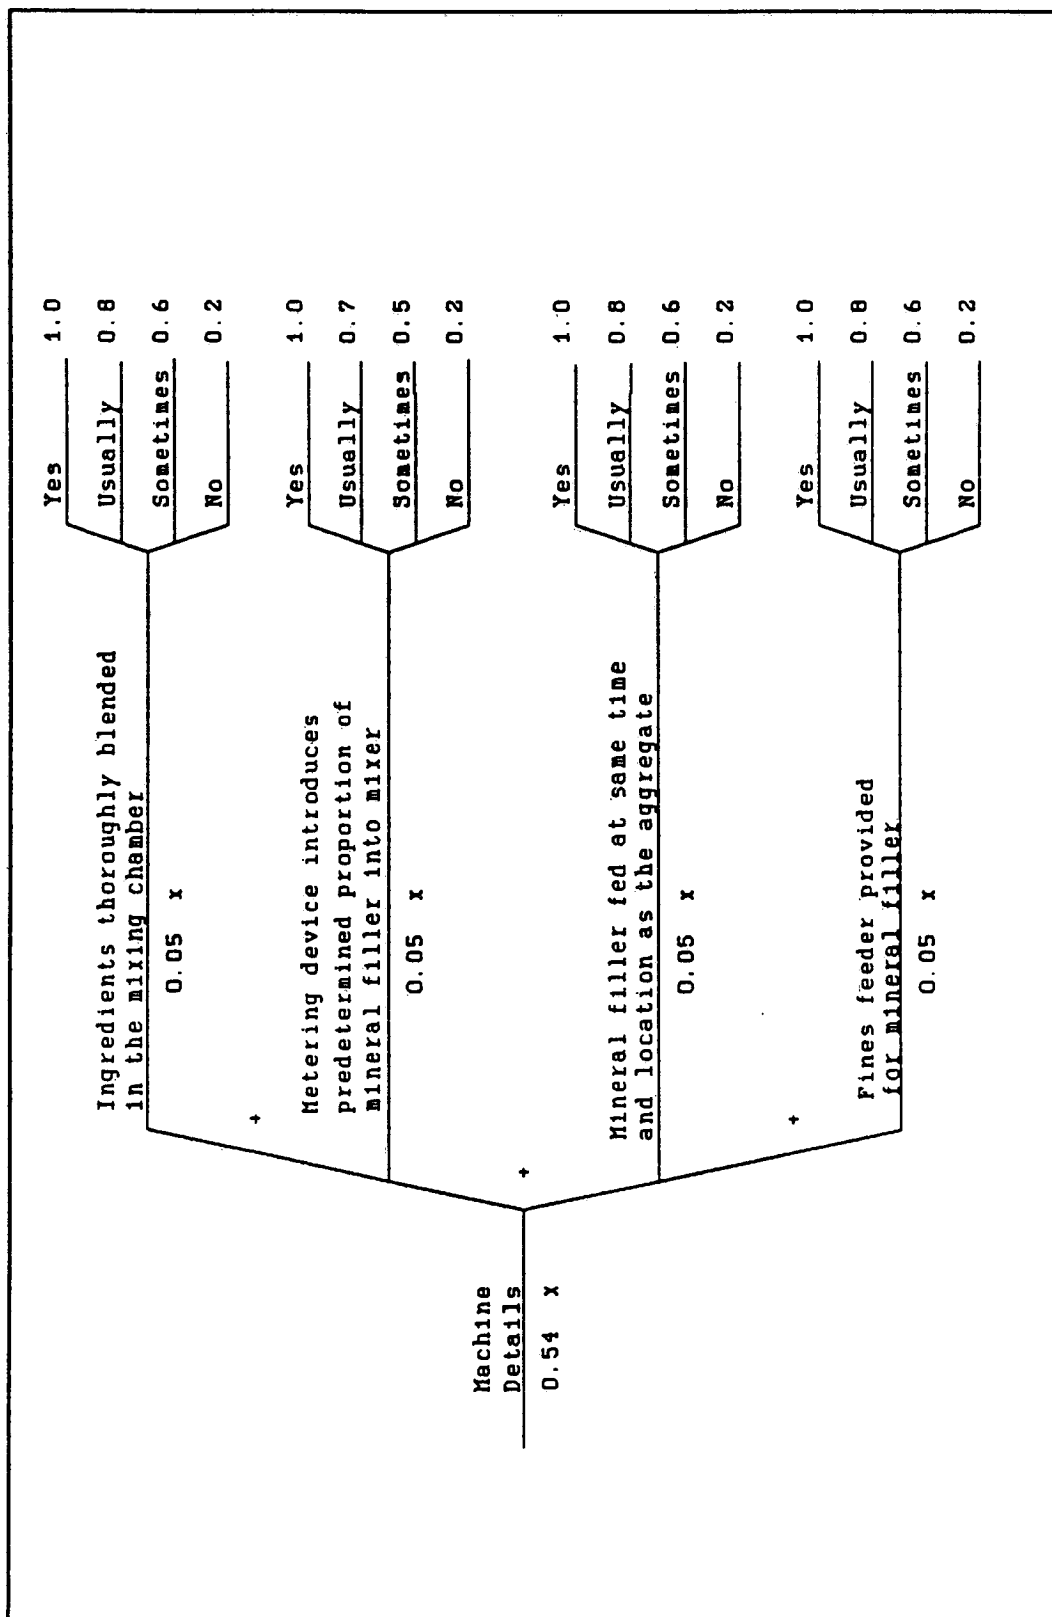 Machine
Details
0.54 x
+
+
+
Ingredients thoroughly blended
in the mixing chamber
0.05 x
Yes 1.0
Usually 0.8
Sometimes 0.6
No 0.2
Metering device introduces
predetermined proportion of
mineral filler into mixer
0.05 x
Yes 1.0
Usually 0.7
Sometimes 0.5
No 0.2
Mineral filler fed at same time
and location as the aggregate
0.05 x
Yes 1.0
Usually 0.8
Sometimes 0.6
No 0.2
Fines feeder provided
for mineral filler
0.05 x
Yes 1.0
Usually 0.8
Sometimes 0.6
No 0.2